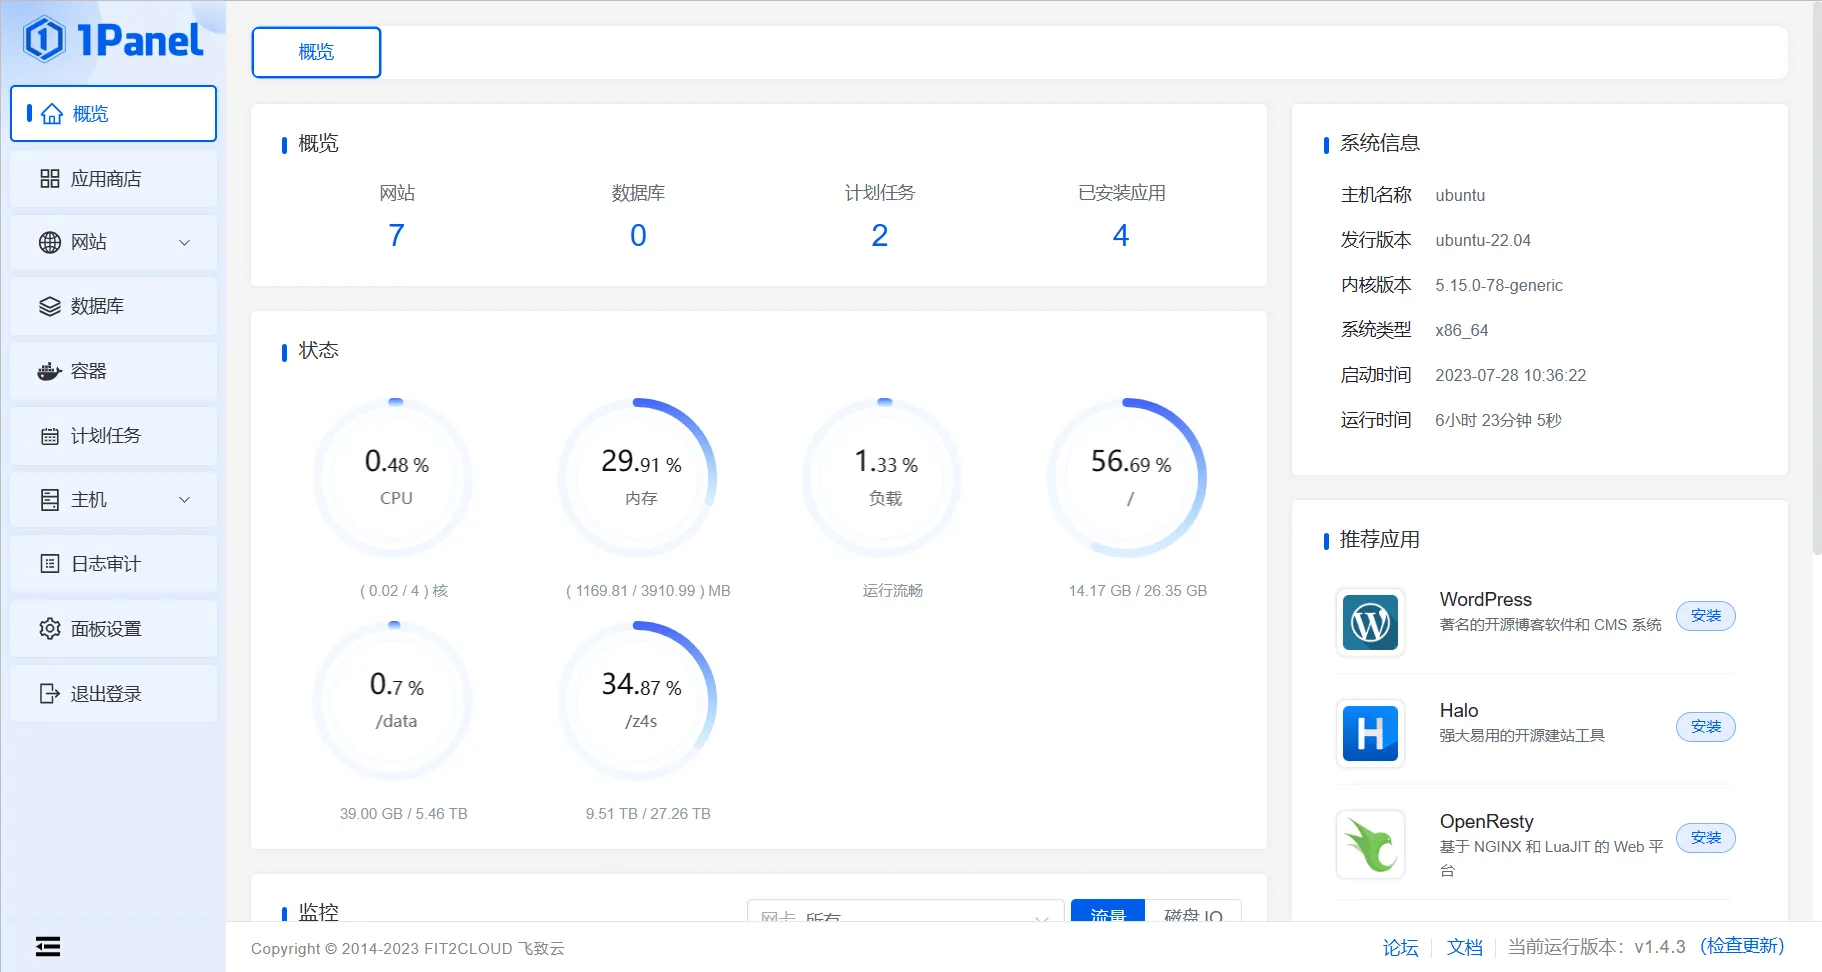 1Panel
概览
应用商店
网站
数据库
容器
计划任务
主机
日志审计
面板设置
退出登录
概览
概览
网站
7
数据库
0
计划任务
2
已安装应用
4
状态
0.48 %
CPU
( 0.02 / 4 ) 核
29.91 %
内存
( 1169.81 / 3910.99 ) MB
1.33 %
负载
运行流畅
56.69 %
/
14.17 GB / 26.35 GB
0.7 %
/data
39.00 GB / 5.46 TB
34.87 %
/z4s
9.51 TB / 27.26 TB
监控
网卡 所有
流量
磁盘 IO
系统信息
主机名称 ubuntu
发行版本 ubuntu-22.04
内核版本 5.15.0-78-generic
系统类型 x86_64
启动时间 2023-07-28 10:36:22
运行时间 6小时 23分钟 5秒
推荐应用
WordPress
著名的开源博客软件和 CMS 系统
安装
Halo
强大易用的开源建站工具
安装
OpenResty
基于 NGINX 和 LuaJIT 的 Web 平
台
安装
Copyright © 2014-2023 FIT2CLOUD 飞致云
论坛 文档 当前运行版本：v1.4.3 (检查更新)